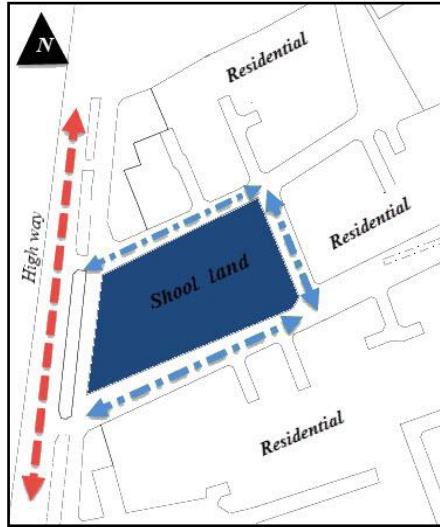 N
Residential
Residential
High way
Shool land
Residential